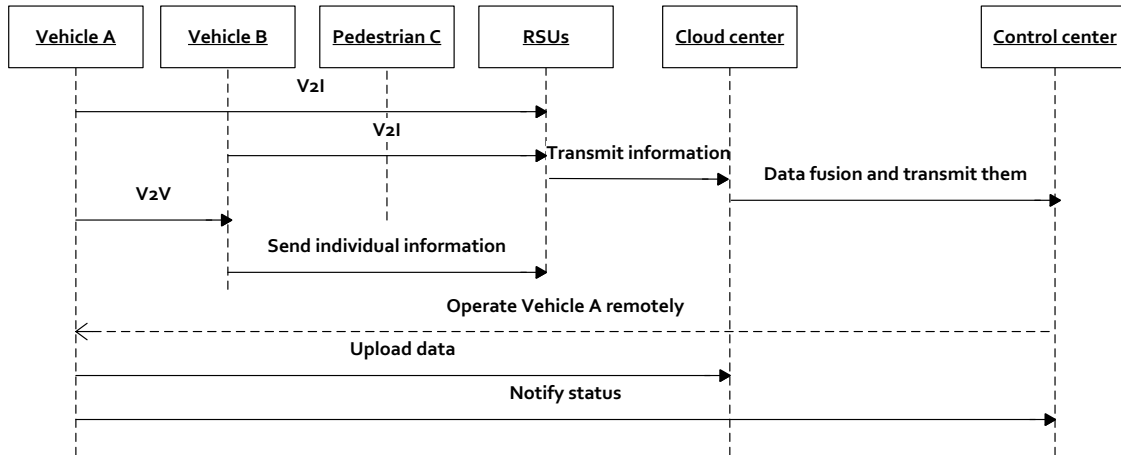 Vehicle A
Vehicle B
Pedestrian C
RSUs
Cloud center
Control center
V2I
V2I
Transmit information
Data fusion and transmit them
V2V
Send individual information
Operate Vehicle A remotely
Upload data
Notify status